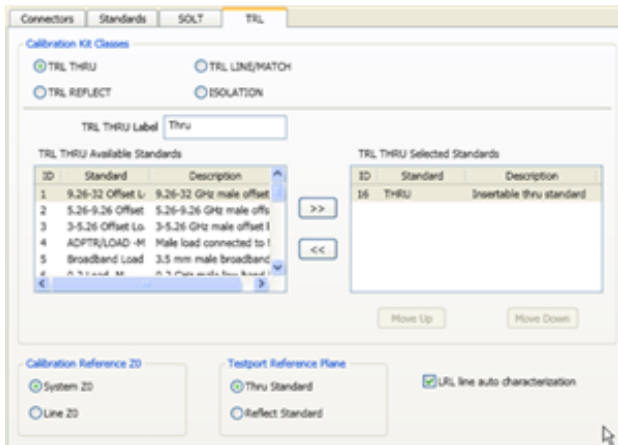 Connectors Standards SOLT TRL
Calibration Kit Classes
TRL THRU TRL LINE/MATCH
TRL REFLECT ISOLATION
TRL THRU Label Thru
TRL THRU Available Standards TRL THRU Selected Standards
ID Standard Description ID Standard Description
1 9.26-32 Offset L 9.26-32 GHz male offset 16 THRU Insertable thru standard
2 5.26-9.26 Offset 5.26-9.26 GHz male offs
>>
3 3-5.26 Offset Lo 3-5.26 GHz male offset l
4 ADPTR/LOAD -M Male load connected to
<<
5 Broadband Load 3.5 mm male broadband
Move Up Move Down
Calibration Reference Z0 Testport Reference Plane
System Z0 Thru Standard LRL line auto characterization
Line Z0 Reflect Standard